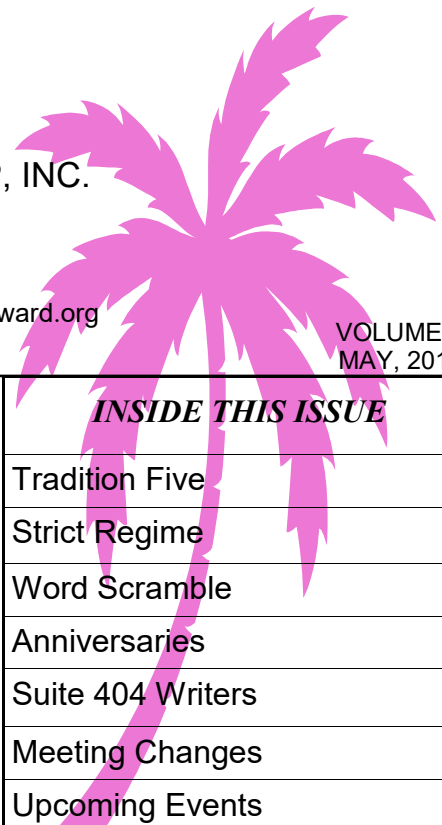 , INC.
ward.org
VOLUME
MAY, 201
INSIDE THIS ISSUE
Tradition Five
Strict Regime
Word Scramble
Anniversaries
Suite 404 Writers
Meeting Changes
Upcoming Events